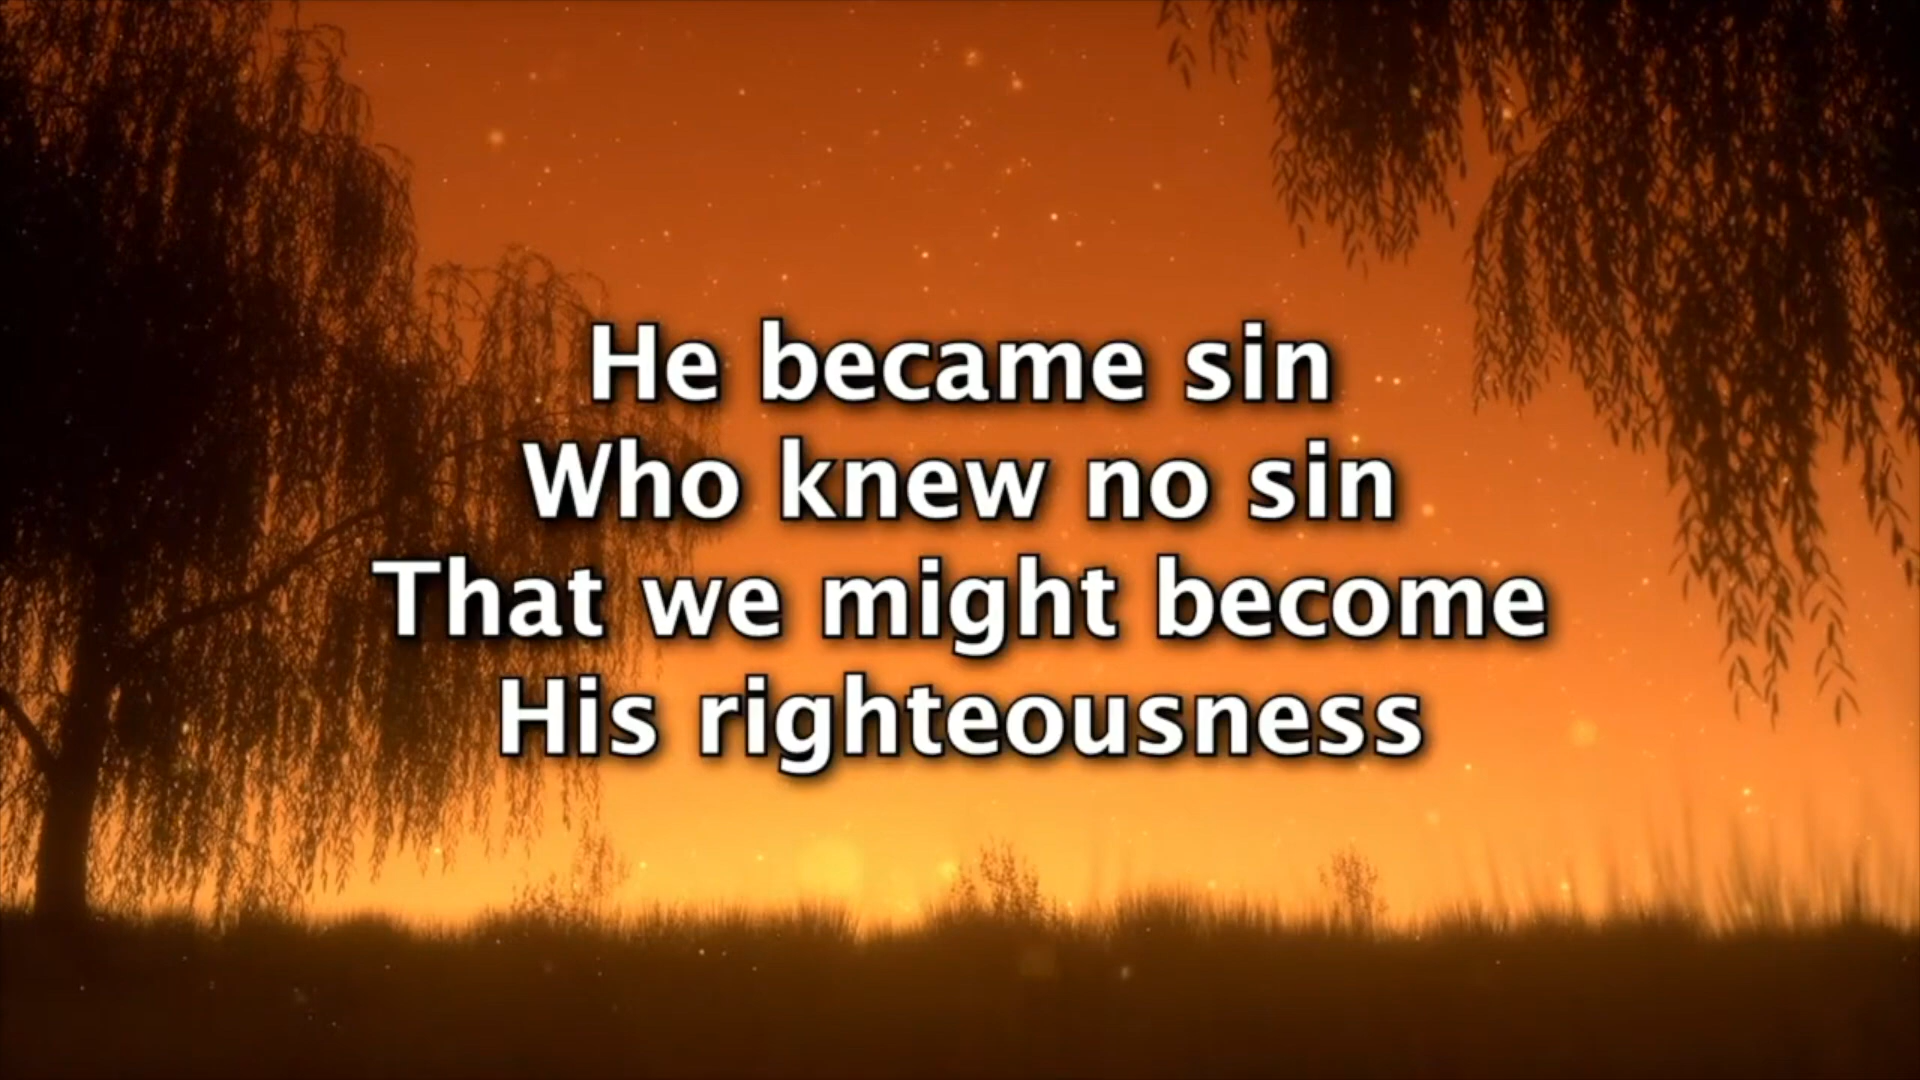 He became sin
Who knew no sin
That we might become
His righteousness